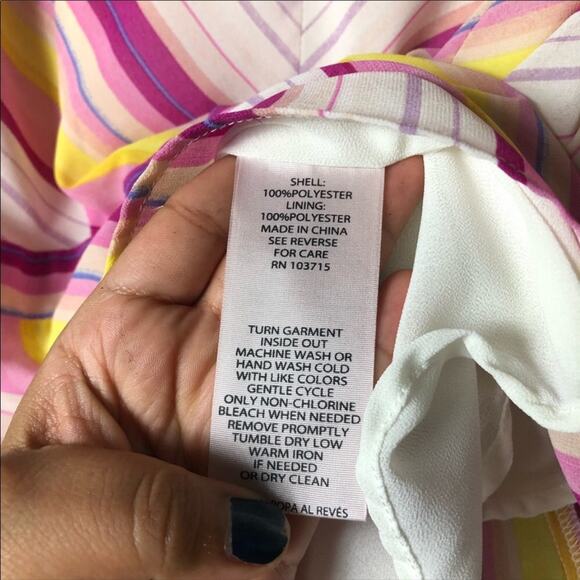 SHELL:
100%POLYESTER
LINING:
100%POLYESTER
MADE IN CHINA
SEE REVERSE
FOR CARE
RN 103715
TURN GARMENT
INSIDE OUT
MACHINE WASH OR
HAND WASH COLD
WITH LIKE COLORS
GENTLE CYCLE
ONLY NON-CHLORINE
BLEACH WHEN NEEDED
REMOVE PROMPTLY
TUMBLE DRY LOW
WARM IRON
IF NEEDED
OR DRY CLEAN
AL REVÉS